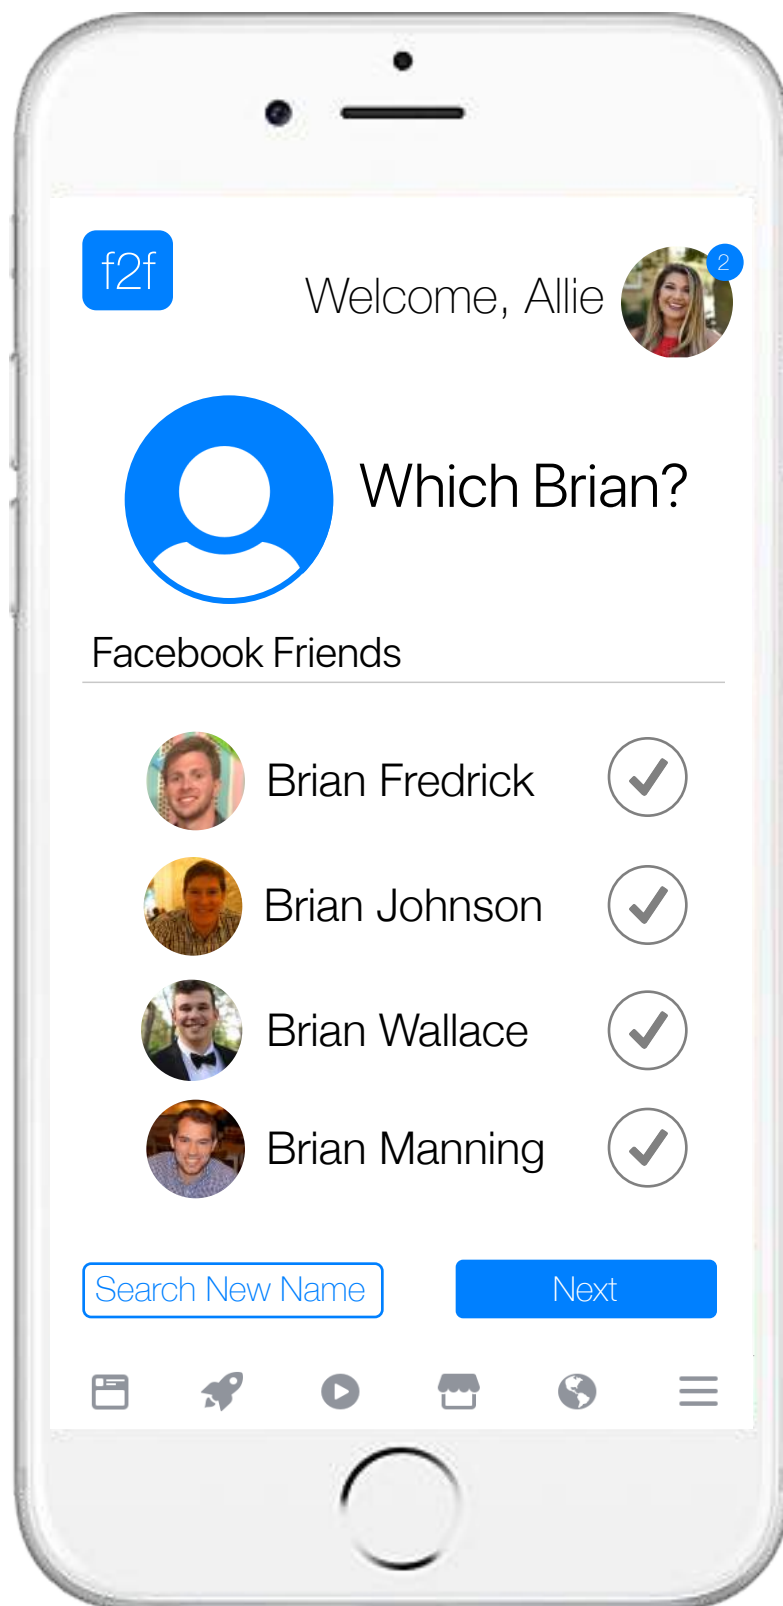 f2f
2
Welcome, Allie
Which Brian?
Facebook Friends
Brian Fredrick
Brian Johnson
Brian Wallace
Brian Manning
Search New Name
Next